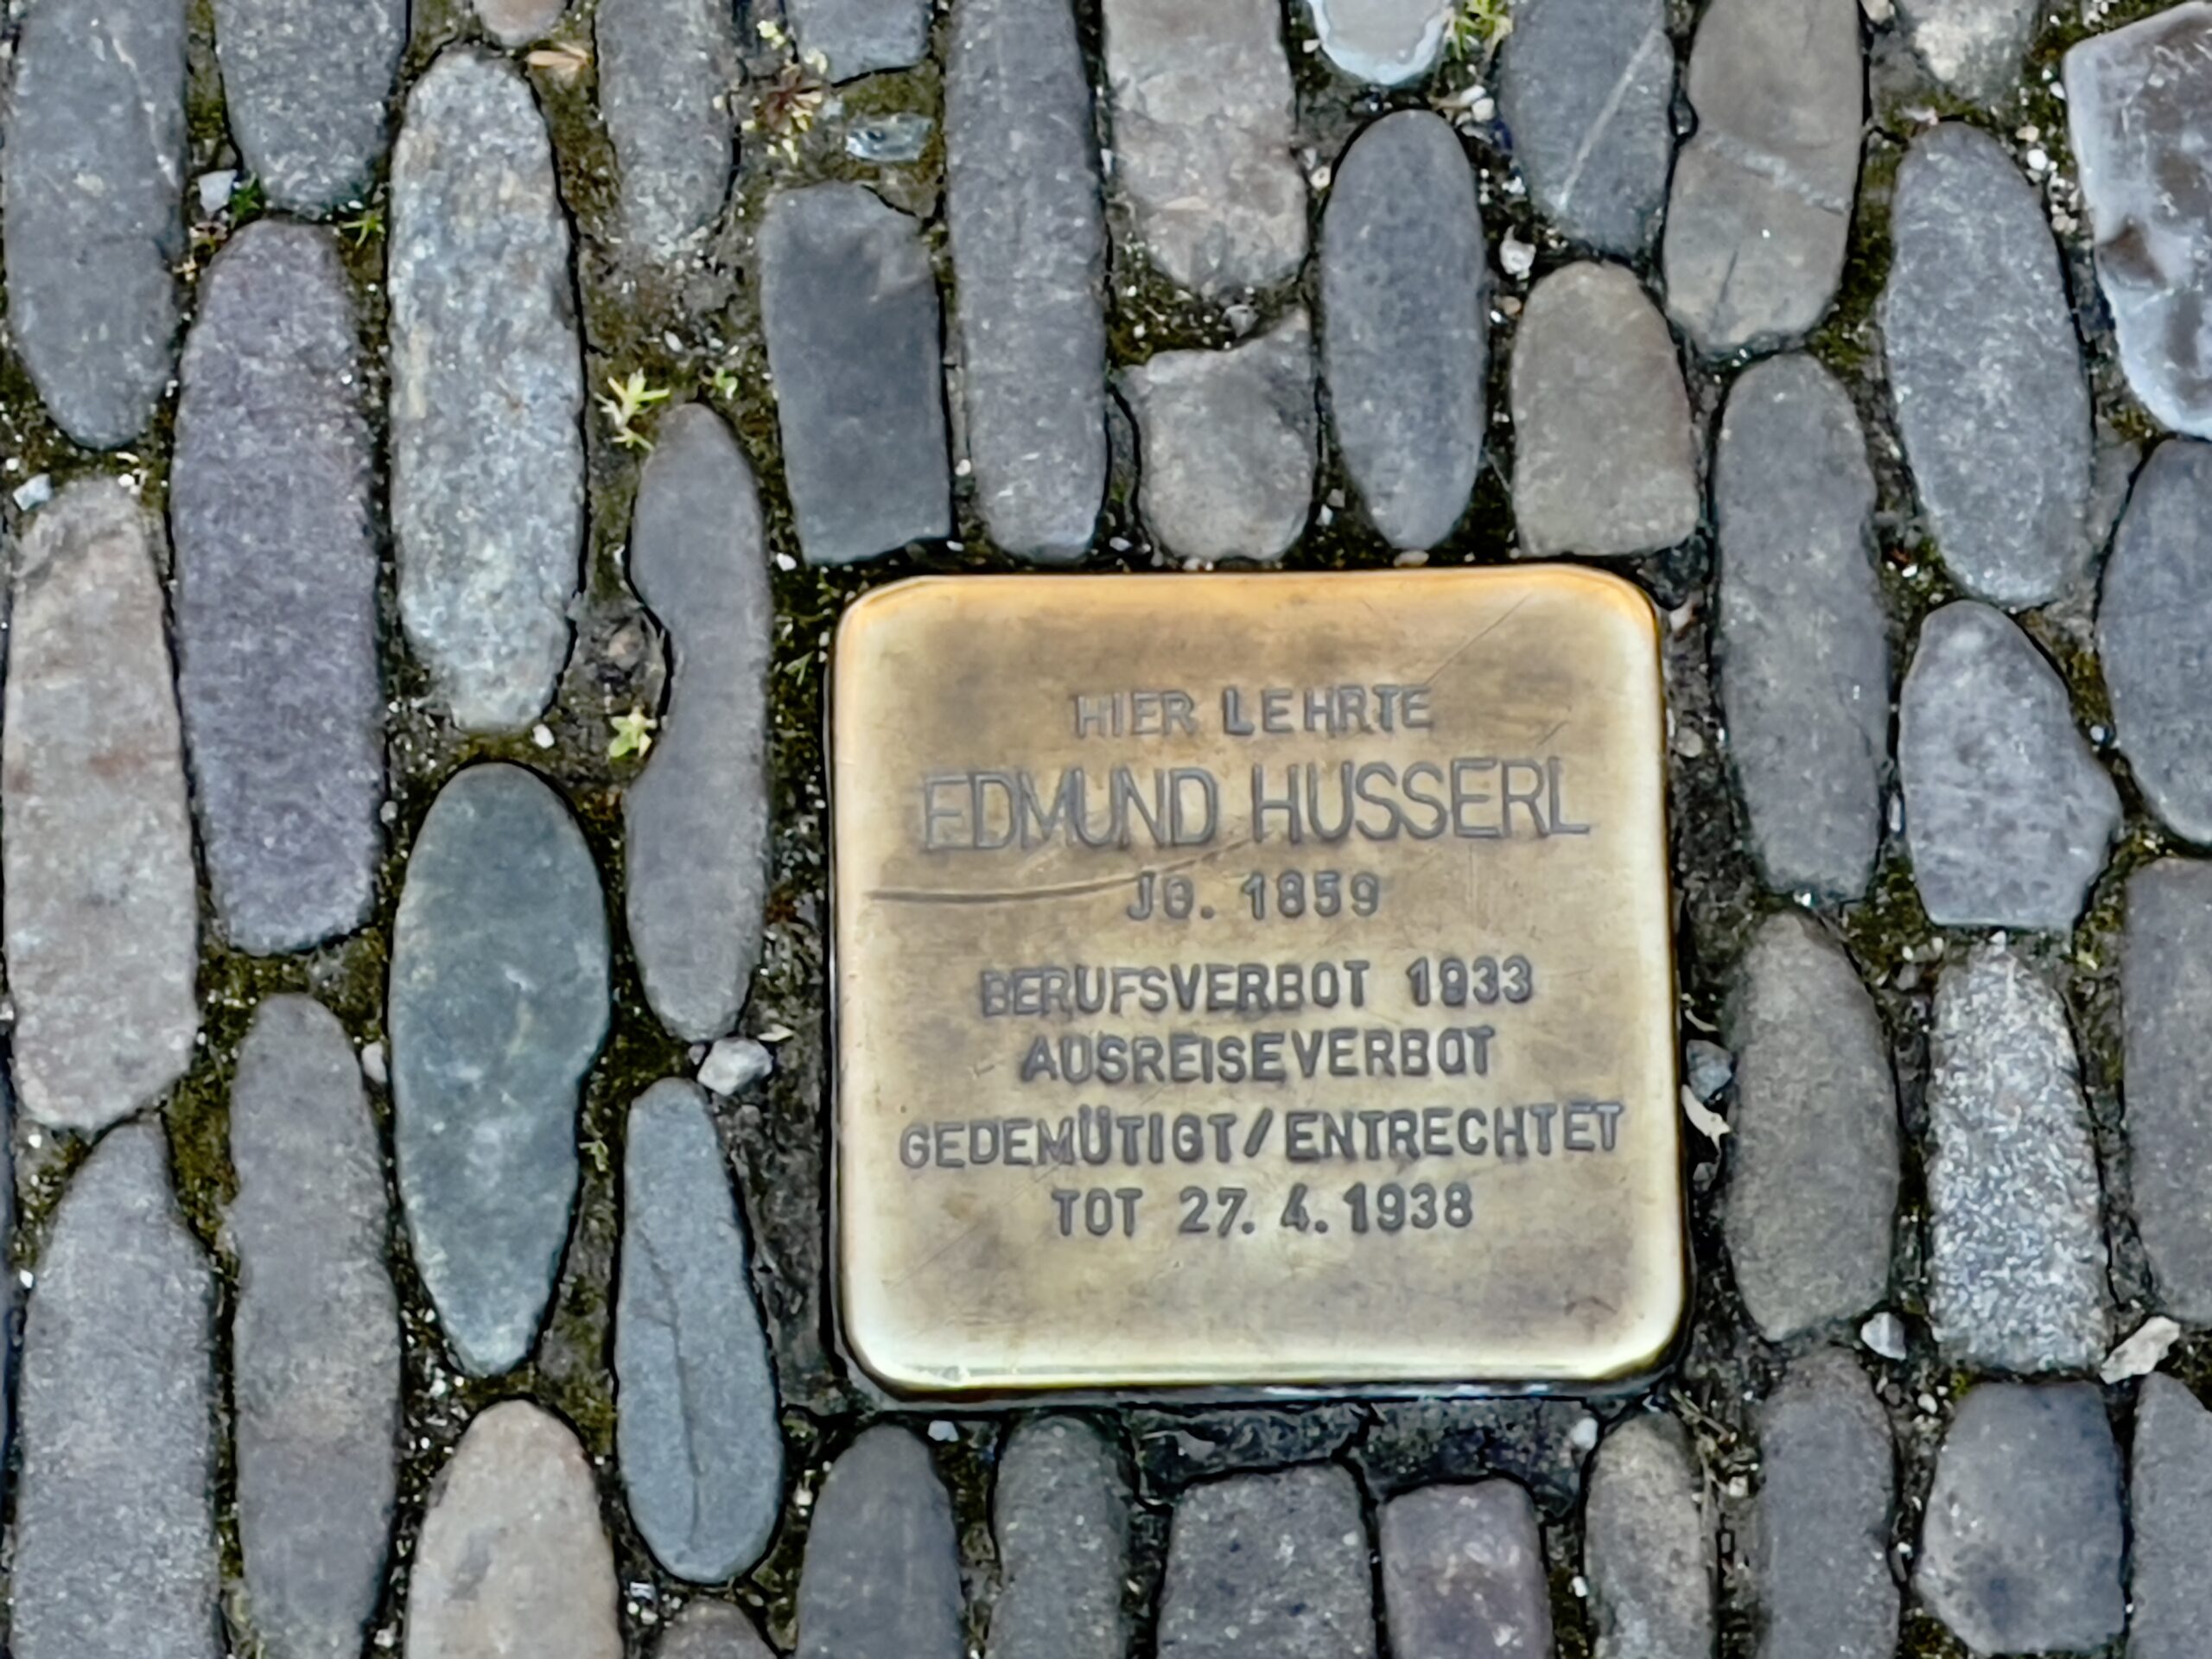 HIER LEHRTE
EDMUND HUSSERL
JG. 1859
BERUFSVERBOT 1933
AUSREISEVERBOT
GEDEMÜTIGT/ENTRECHTET
TOT 27.4.1938